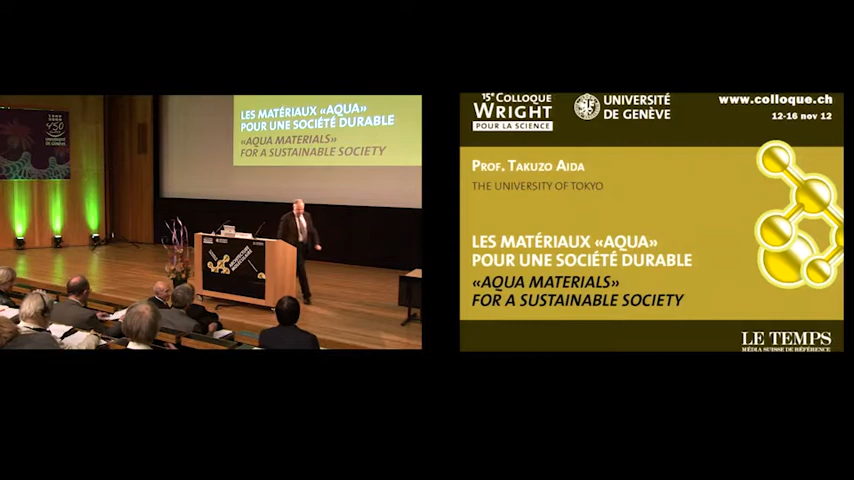 LES MATÉRIAUX «AQUA»
POUR UNE SOCIÉTÉ DURABLE
«AQUA MATERIALS»
FOR A SUSTAINABLE SOCIETY
15e COLLOQUE
WRIGHT
POUR LA SCIENCE
UNIVERSITÉ
DE GENÈVE
www.colloque.ch
12-16 nov 12
PROF. TAKUZO AIDA
THE UNIVERSITY OF TOKYO
LES MATÉRIAUX «AQUA»
POUR UNE SOCIÉTÉ DURABLE
«AQUA MATERIALS»
FOR A SUSTAINABLE SOCIETY
LE TEMPS
MÉDIA SUISSE DE RÉFÉRENCE